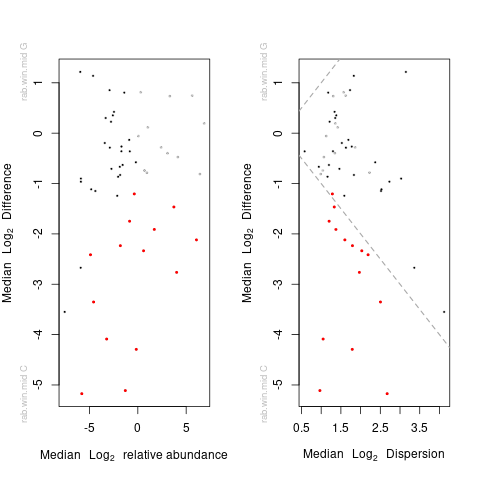 rab.win.mid G
rab.win.mid C
Median Log2 Difference
1
0
-1
-2
-3
-4
-5
-5 0 5
Median Log2 relative abundance
rab.win.mid G
rab.win.mid C
Median Log2 Difference
1
0
-1
-2
-3
-4
-5
0.5 1.5 2.5 3.5
Median Log2 Dispersion